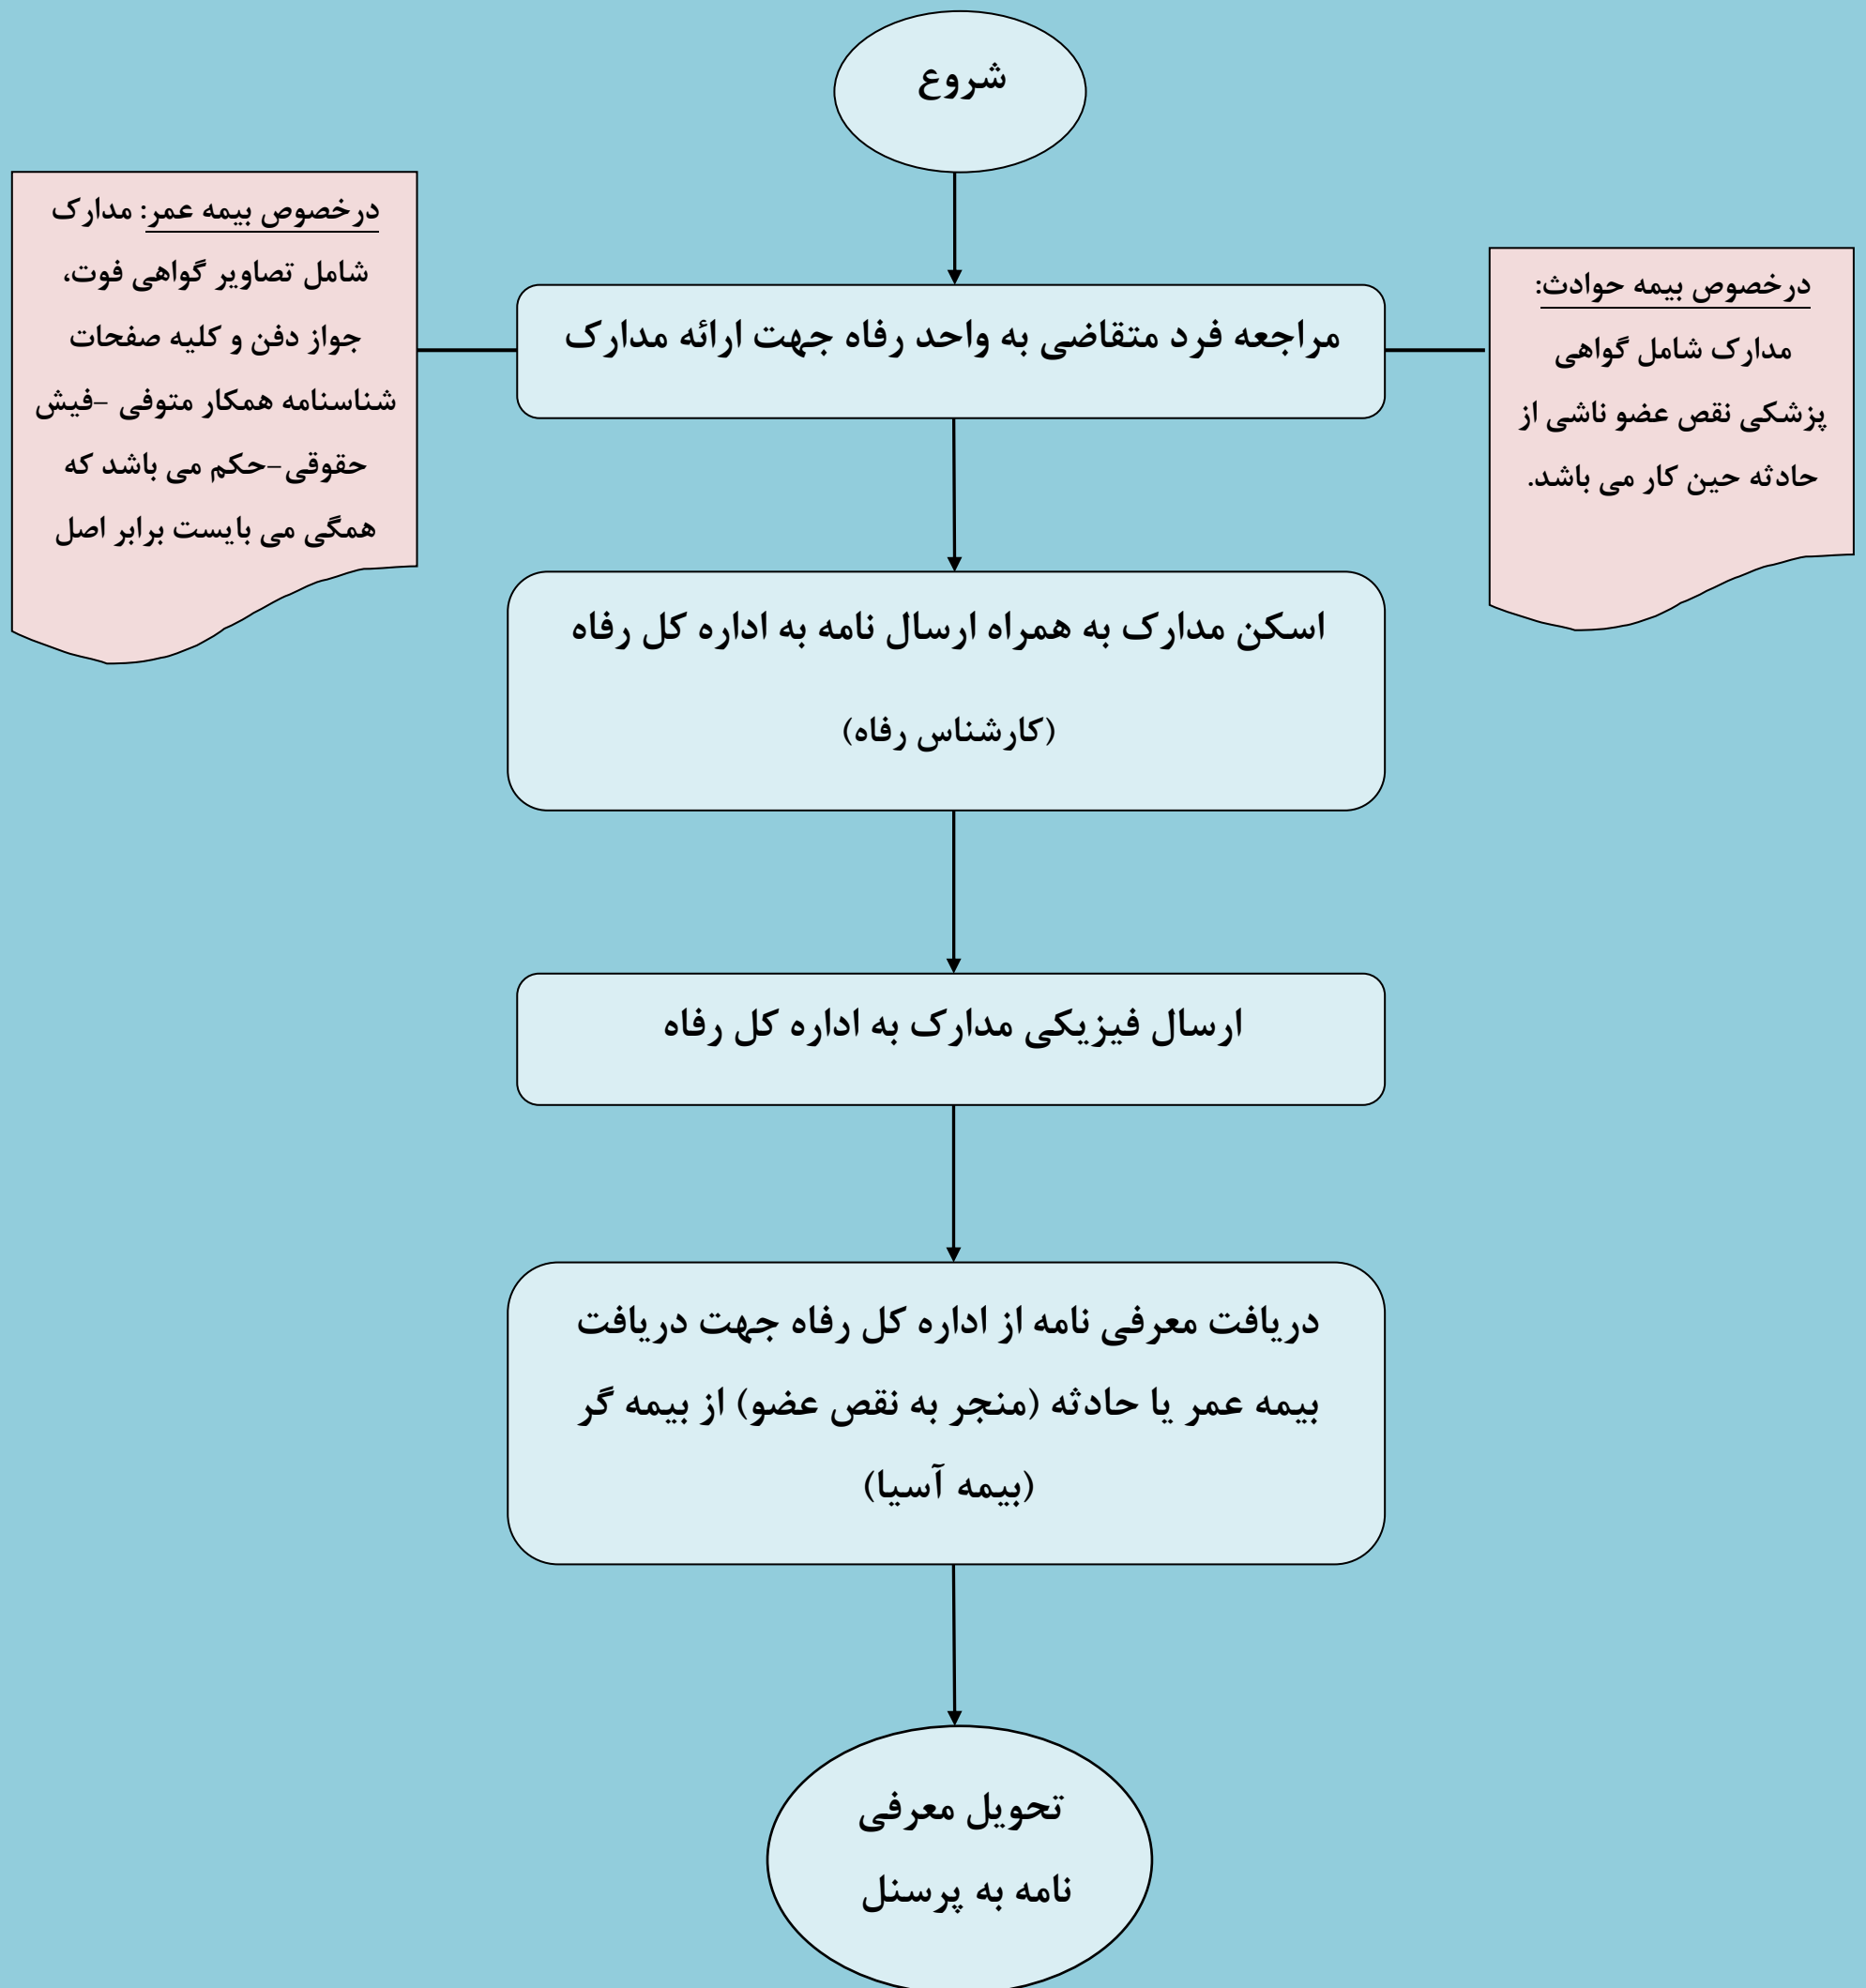 شروع
درخصوص بیمه حوادث:
مدارک شامل گواهی
پزشکی نقص عضو ناشی از
حادثه حین کار می باشد.
مراجعه فرد متقاضی به واحد رفاه جهت ارائه مدارک
درخصوص بیمه عمر: مدارک
شامل تصاویر گواهی فوت،
جواز دفن و کلیه صفحات
شناسنامه همکار متوفی -فیش
حقوقی-حکم می باشد که
همگی می بایست برابر اصل
اسکن مدارک به همراه ارسال نامه به اداره کل رفاه
(کارشناس رفاه)
ارسال فیزیکی مدارک به اداره کل رفاه
دریافت معرفی نامه از اداره کل رفاه جهت دریافت
بیمه عمر یا حادثه (منجر به نقص عضو) از بیمه گر
(بیمه آسیا)
تحویل معرفی
نامه به پرسنل